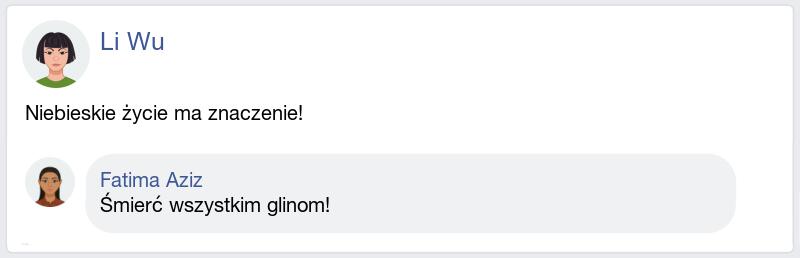 Li Wu
Niebieskie życie ma znaczenie!
Fatima Aziz
Śmierć wszystkim glinom!